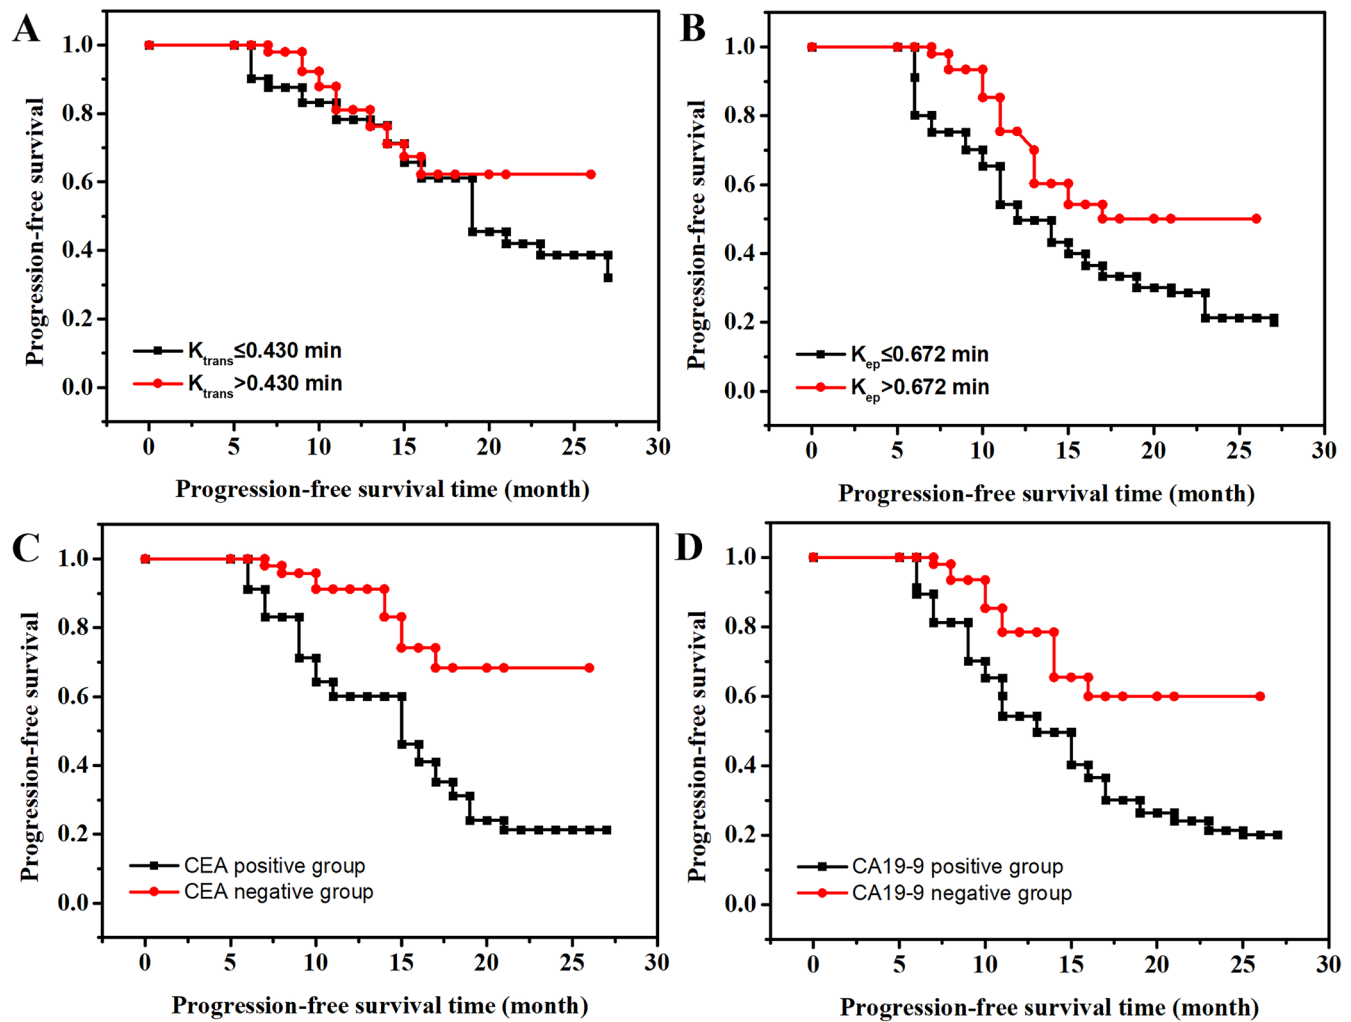 A
Progression-free survival
1.0
0.8
0.6
0.4
0.2
0.0
Ktrans≤0.430 min
Ktrans>0.430 min
0 5 10 15 20 25 30
Progression-free survival time (month)
B
Progression-free survival
1.0
0.8
0.6
0.4
0.2
0.0
Kep≤0.672 min
Kep>0.672 min
0 5 10 15 20 25 30
Progression-free survival time (month)
C
Progression-free survival
1.0
0.8
0.6
0.4
0.2
0.0
CEA positive group
CEA negative group
0 5 10 15 20 25 30
Progression-free survival time (month)
D
Progression-free survival
1.0
0.8
0.6
0.4
0.2
0.0
CA19-9 positive group
CA19-9 negative group
0 5 10 15 20 25 30
Progression-free survival time (month)